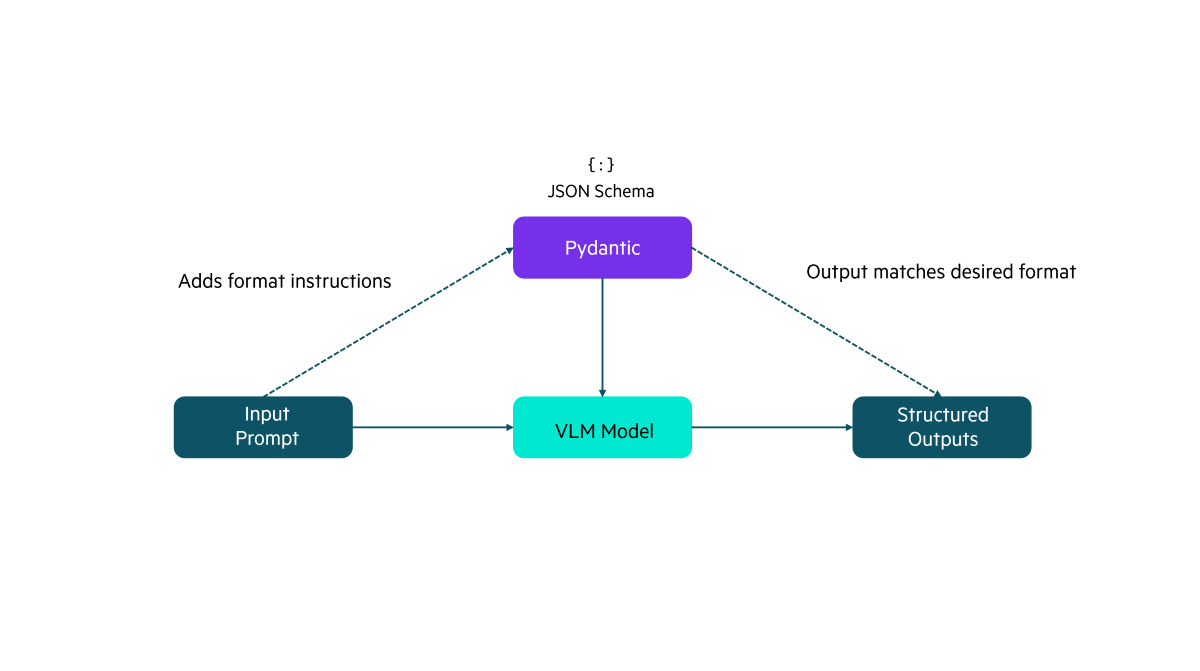 {:}
JSON Schema
Pydantic
Adds format instructions
Output matches desired format
Input
Prompt
VLM Model
Structured
Outputs